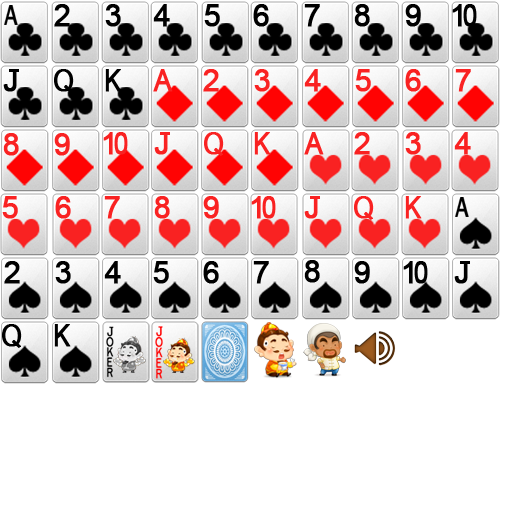 A 2 3 4 5 6 7 8 9 10
J Q K A 2 3 4 5 6 7
8 9 10 J Q K A 2 3 4
5 6 7 8 9 10 J Q K A
2 3 4 5 6 7 8 9 10 J
Q K JOKER JOKER